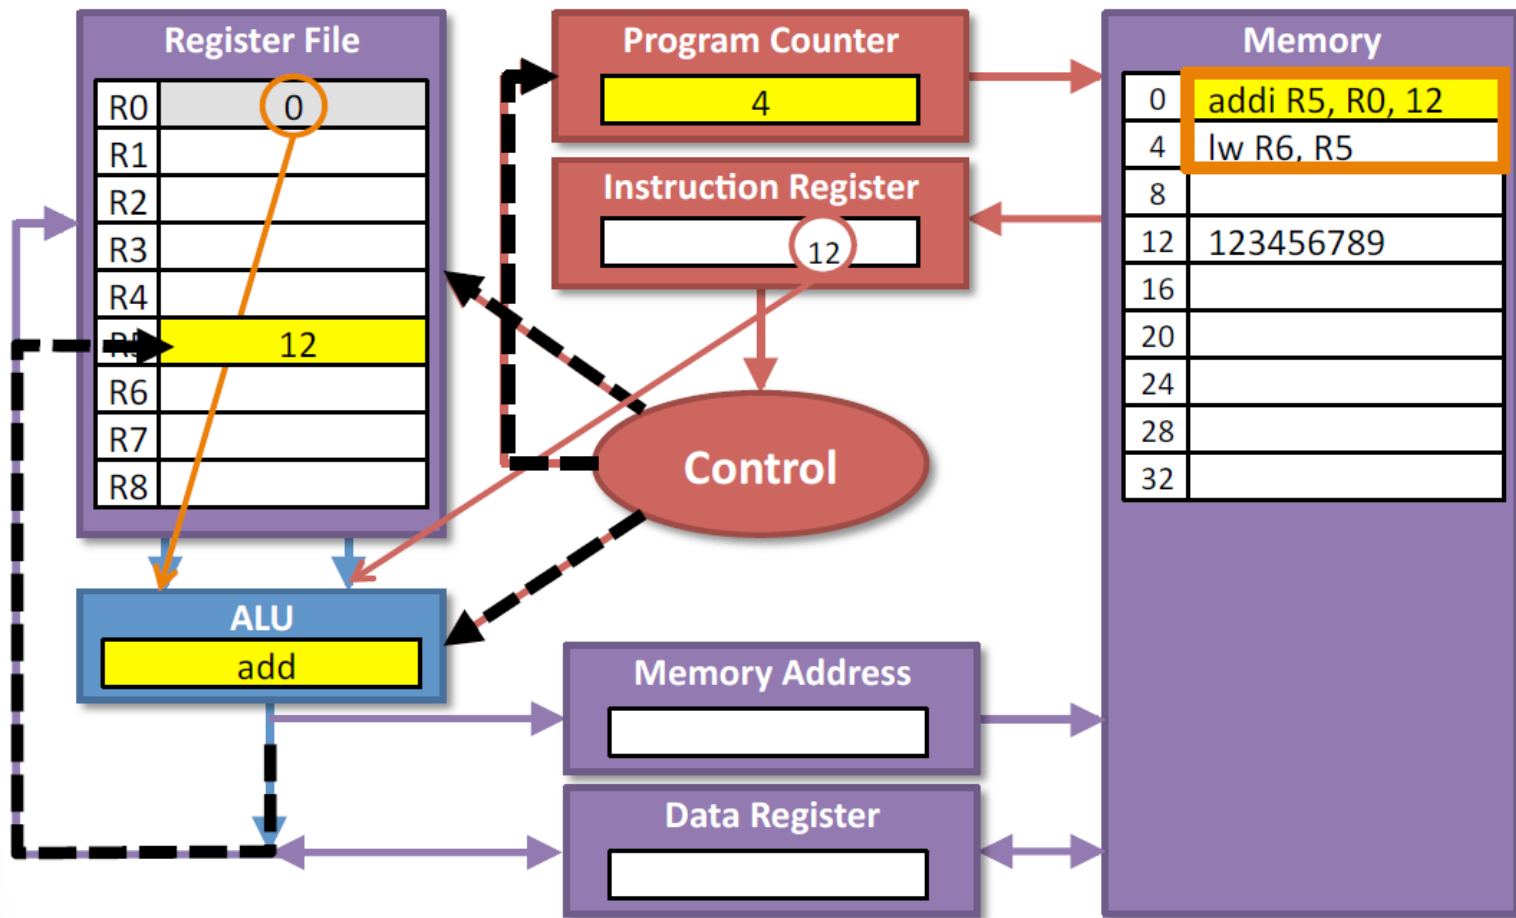 Register File
R0 0
R1
R2
R3
R4
R5 12
R6
R7
R8
ALU
add
Program Counter
4
Instruction Register
12
Control
Memory Address
Data Register
Memory
0 addi R5, R0, 12
4 lw R6, R5
8
12 123456789
16
20
24
28
32